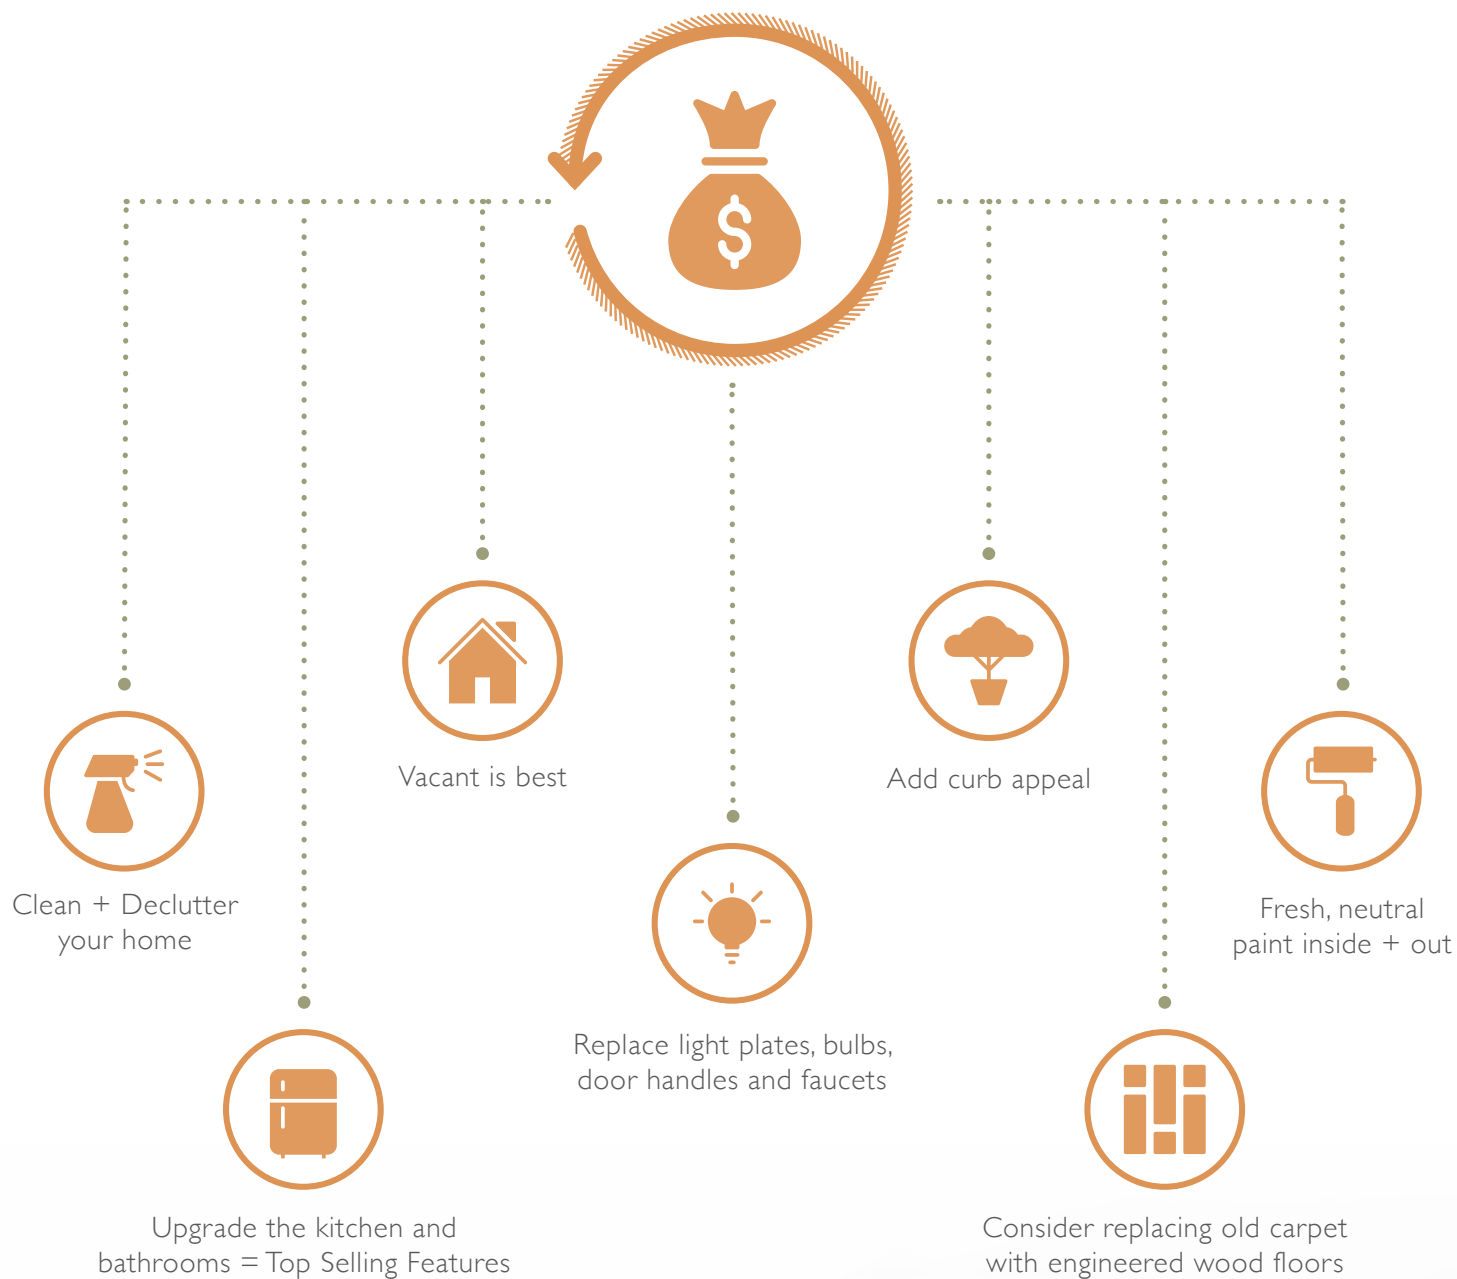 $
Vacant is best
Add curb appeal
Clean + Declutter
your home
Fresh, neutral
paint inside + out
Replace light plates, bulbs,
door handles and faucets
Upgrade the kitchen and
bathrooms = Top Selling Features
Consider replacing old carpet
with engineered wood floors